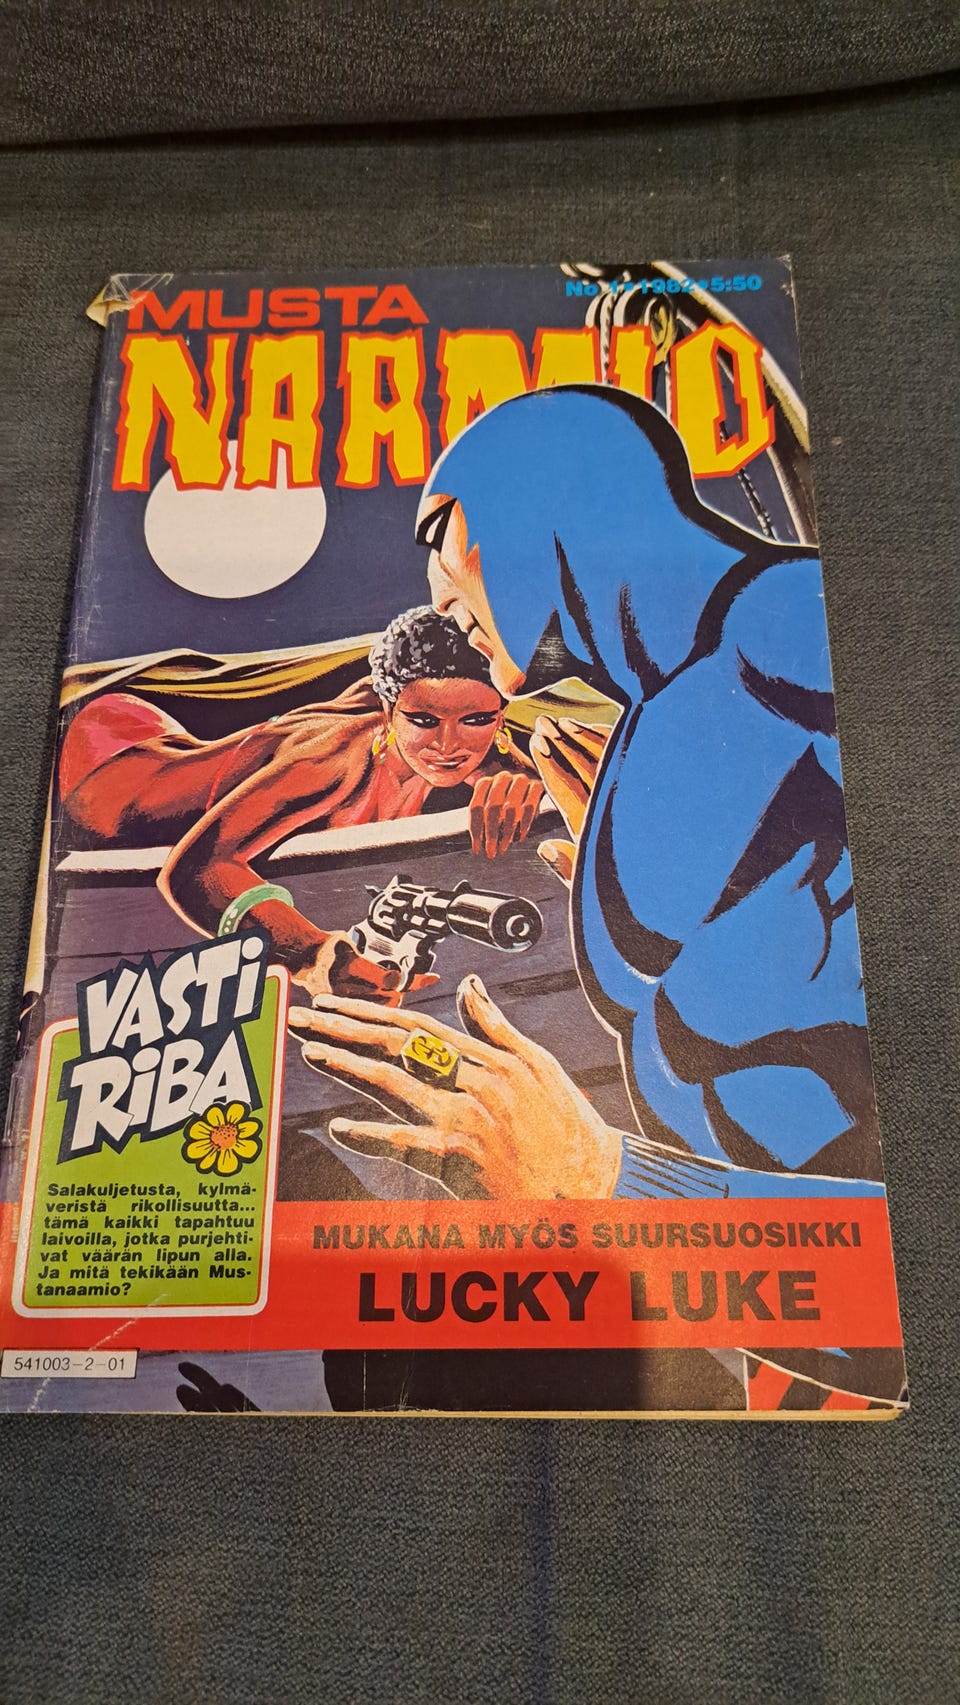 MUSTA
No 1•1982•5:50
NAAMIO
VASTi
RiBA
Salakuljetusta, kylmä-
veristä rikollisuutta...
tämä kaikki tapahtuu
laivoilla, jotka purjehti-
vat väärän lipun alla.
Ja mitä tekikään Mus-
tanaamio?
MUKANA MYÖS SUURSUOSIKKI
LUCKY LUKE
541003-2-01